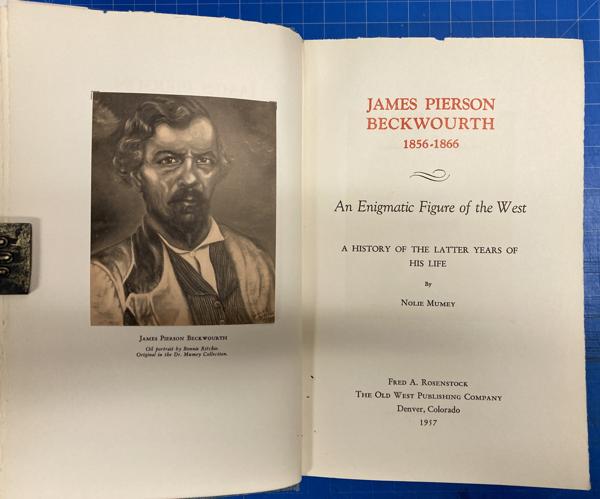 JAMES PIERSON BECKWOURTH
Oil portrait by Bonnie Ritchie.
Original in the Dr. Mumey Collection.
JAMES PIERSON
BECKWOURTH
1856-1866
An Enigmatic Figure of the West
A HISTORY OF THE LATTER YEARS OF
HIS LIFE
By
NOLIE MUMEY
FRED A. ROSENSTOCK
THE OLD WEST PUBLISHING COMPANY
Denver, Colorado
1957